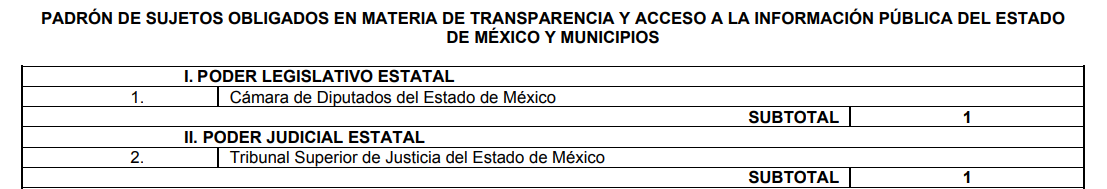 PADRÓN DE SUJETOS OBLIGADOS EN MATERIA DE TRANSPARENCIA Y ACCESO A LA INFORMACIÓN PÚBLICA DEL ESTADO
DE MÉXICO Y MUNICIPIOS
I. PODER LEGISLATIVO ESTATAL
1. Cámara de Diputados del Estado de México
SUBTOTAL 1
II. PODER JUDICIAL ESTATAL
2. Tribunal Superior de Justicia del Estado de México
SUBTOTAL 1